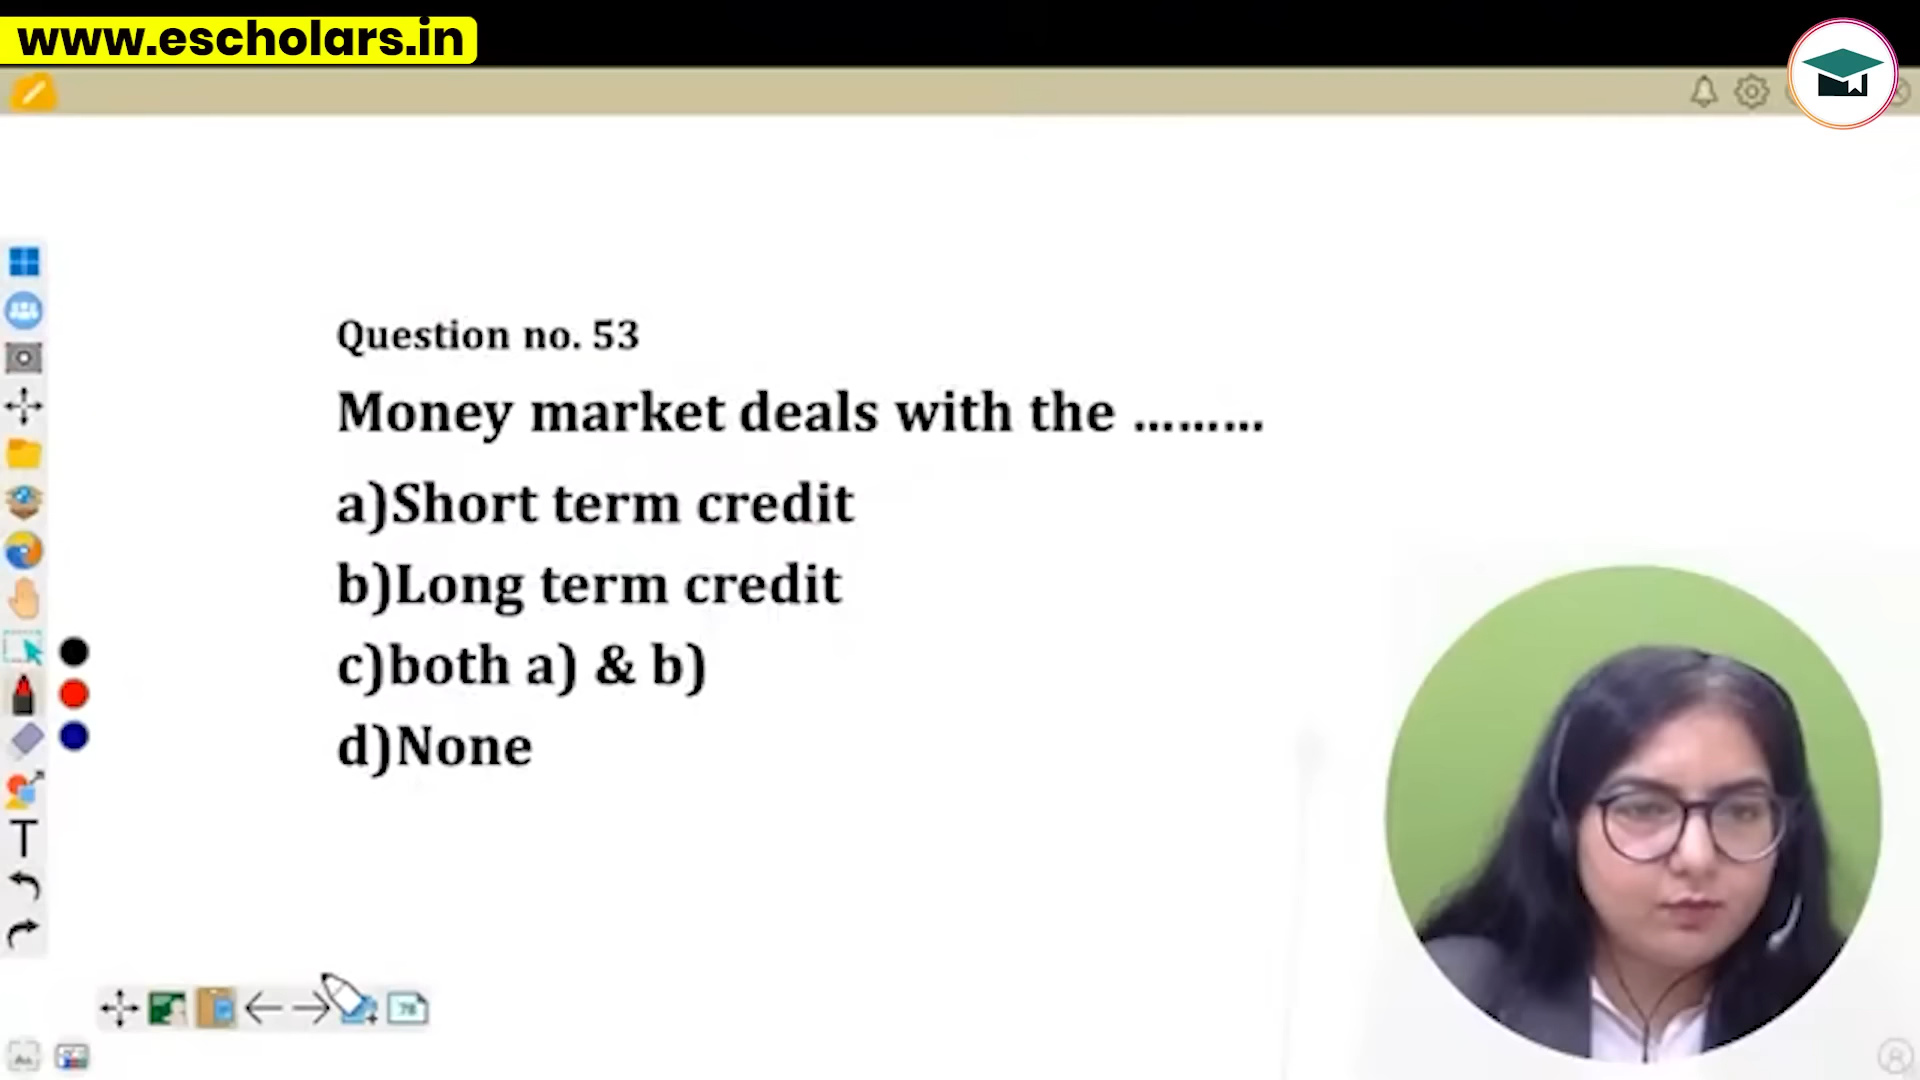 www.escholars.in
Question no. 53
Money market deals with the .........
a)Short term credit
b)Long term credit
c)both a) & b)
d)None
T